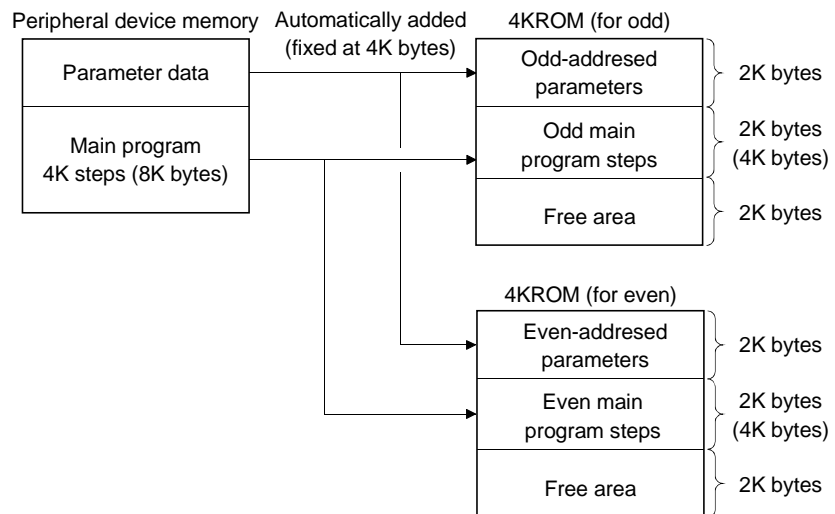 Peripheral device memory
Parameter data
Main program
4K steps (8K bytes)
Automatically added
(fixed at 4K bytes)
4KROM (for odd)
Odd-addresed
parameters
2K bytes
Odd main
program steps
2K bytes
(4K bytes)
Free area
2K bytes
4KROM (for even)
Even-addresed
parameters
2K bytes
Even main
program steps
2K bytes
(4K bytes)
Free area
2K bytes